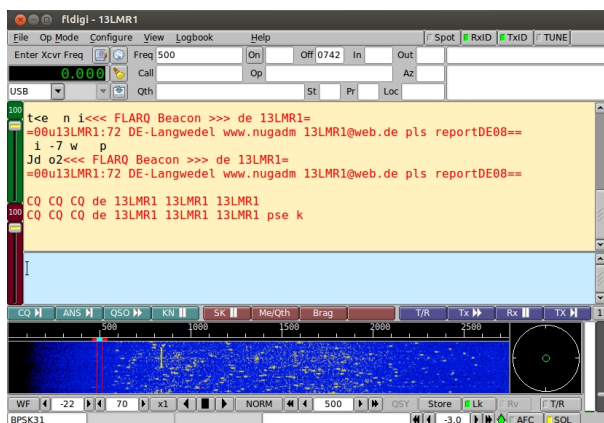 fldigi - 13LMR1
File Op Mode Configure View Logbook Help Spot RxID TxID TUNE
Enter Xcvr Freq Freq 500 On Off 0742 In Out
0.000 Call Op Az
USB Qth St Pr Loc
100
t<e n i<<< FLARQ Beacon >>> de 13LMR1=
=00u13LMR1:72 DE-Langwedel www.nugadm 13LMR1@web.de pls reportDE08==
i -7 w p
Jd o2<<< FLARQ Beacon >>> de 13LMR1=
=00u13LMR1:72 DE-Langwedel www.nugadm 13LMR1@web.de pls reportDE08==
CQ CQ CQ de 13LMR1 13LMR1 13LMR1
100
CQ CQ CQ de 13LMR1 13LMR1 13LMR1 pse k
CQ ANS QSO KN SK Me/Qth Brag T/R Tx Rx TX 1
500 1000 1500 2000 2500
WF -22 70 x1 NORM 500 QSY Store Lk Rv T/R
BPSK31 -3.0 AFC SQL